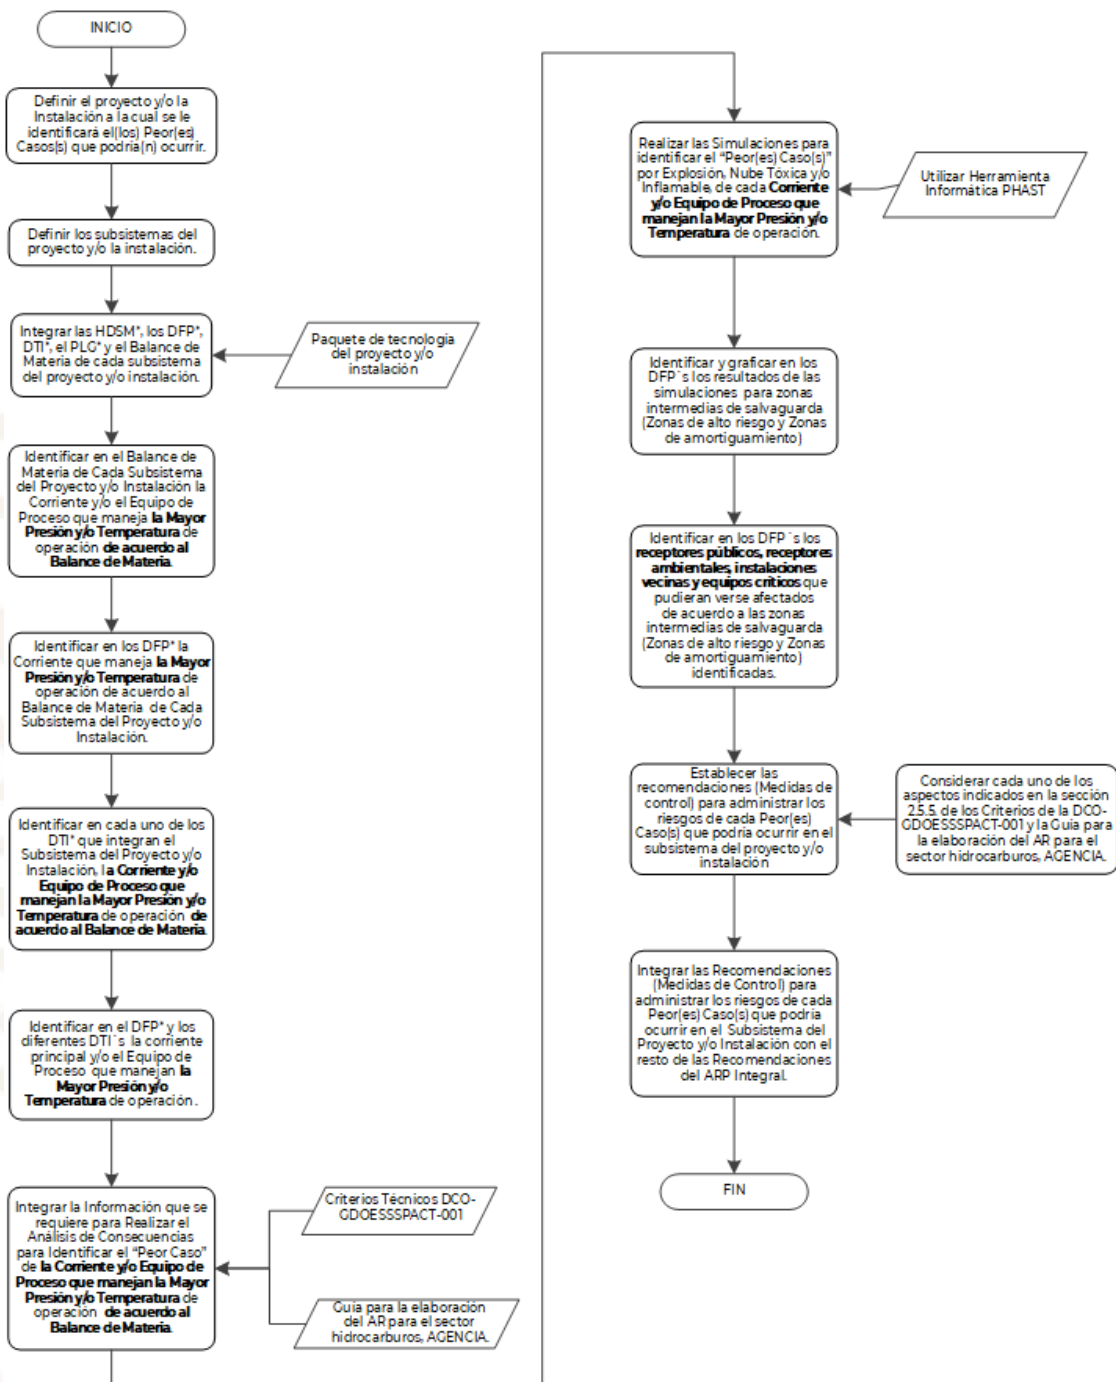 INICIO
Definir el proyecto y/o la
Instalación a la cual se le
identificará el(los) Peor(es)
Casos(s) que podría(n) ocurrir.
Definir los subsistemas del
proyecto y/o la instalación.
Integrar las HDSM*, los DFP*,
DTI*, el PLG* y el Balance de
Materia de cada subsistema
del proyecto y/o instalación.
Paquete de tecnología
del proyecto y/o
instalación
Identificar en el Balance de
Materia de Cada Subsistema
del Proyecto y/o Instalación la
Corriente y/o el Equipo de
Proceso que maneja la Mayor
Presión y/o Temperatura de
operación de acuerdo al
Balance de Materia.
Identificar en los DFP* la
Corriente que maneja la Mayor
Presión y/o Temperatura de
operación de acuerdo al
Balance de Materia de Cada
Subsistema del Proyecto y/o
Instalación.
Identificar en cada uno de los
DTI* que integran el
Subsistema del Proyecto y/o
Instalación, la Corriente y/o
Equipo de Proceso que
manejan la Mayor Presión y/o
Temperatura de operación de
acuerdo al Balance de Materia.
Identificar en el DFP* y los
diferentes DTI´s la corriente
principal y/o el Equipo de
Proceso que manejan la
Mayor Presión y/o
Temperatura de operación.
Integrar la Información que se
requiere para Realizar el
Análisis de Consecuencias
para Identificar el "Peor Caso"
de la Corriente y/o Equipo de
Proceso que manejan la Mayor
Presión y/o Temperatura de
operación de acuerdo al
Balance de Materia.
Criterios Técnicos DCO-
GDOESSSPACT-001
Guia para la elaboración
del AR para el sector
hidrocarburos, AGENCIA.
Realizar las Simulaciones para
identificar el "Peor(es) Caso(s)"
por Explosión, Nube Tóxica y/o
Inflamable, de cada Corriente
y/o Equipo de Proceso que
manejan la Mayor Presión y/o
Temperatura de operación.
Utilizar Herramienta
Informática PHAST
Identificar y graficar en los
DFP´s los resultados de las
simulaciones para zonas
intermedias de salvaguarda
(Zonas de alto riesgo y Zonas
de amortiguamiento)
Identificar en los DFP´s los
receptores públicos, receptores
ambientales, instalaciones
vecinas y equipos críticos que
pudieran verse afectados
de acuerdo a las zonas
intermedias de salvaguarda
(Zonas de alto riesgo y Zonas
de amortiguamiento)
identificadas.
Establecer las
recomendaciones (Medidas de
control) para administrar los
riesgos de cada Peor(es)
Caso(s) que podría ocurrir en el
subsistema del proyecto y/o
instalación
Considerar cada uno de los
aspectos indicados en la sección
2.5.5. de los Criterios de la DCO-
GDOESSSPACT-001 y la Guía para
la elaboración del AR para el
sector hidrocarburos, AGENCIA.
Integrar las Recomendaciones
(Medidas de Control) para
administrar los riesgos de cada
Peor(es) Caso(s) que podría
ocurrir en el Subsistema del
Proyecto y/o Instalación con el
resto de las Recomendaciones
del ARP Integral.
FIN